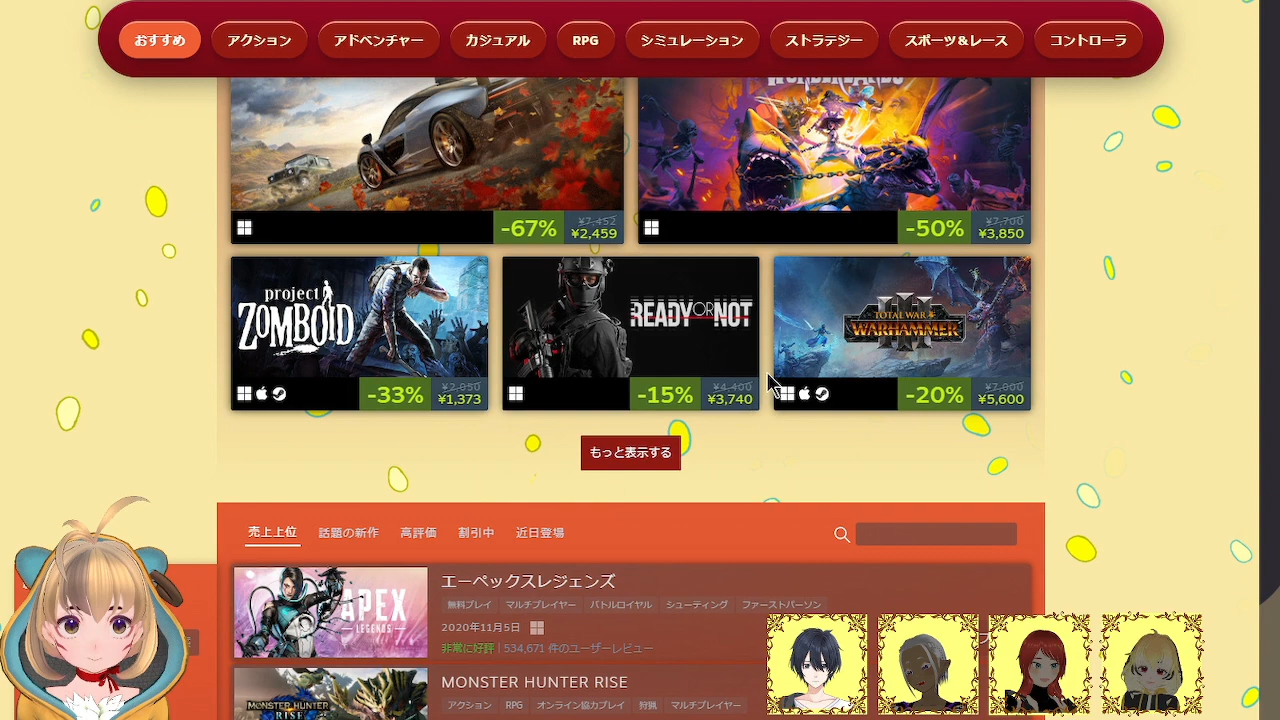 おすすめ
アクション
アドベンチャー
カジュアル
RPG
シミュレーション
ストラテジー
スポーツ&レース
コントローラ
WONDERLANDS
-67%
¥7,452
¥2,459
-50%
¥7,700
¥3,850
project
ZOMBOID
READY OR NOT
TOTAL WAR
WARHAMMER
III
-33%
¥2,050
¥1,373
-15%
¥4,400
¥3,740
-20%
¥7,000
¥5,600
もっと表示する
売上上位
話題の新作
高評価
割引中
近日登場
APEX
LEGENDS
エーペックスレジェンズ
無料プレイ マルチプレイヤー バトルロイヤル シューティング ファーストパーソン
2020年11月5日
非常に好評 | 534,671 件のユーザーレビュー
MONSTER HUNTER
RISE
MONSTER HUNTER RISE
アクション RPG オンライン協力プレイ 狩猟 マルチプレイヤー